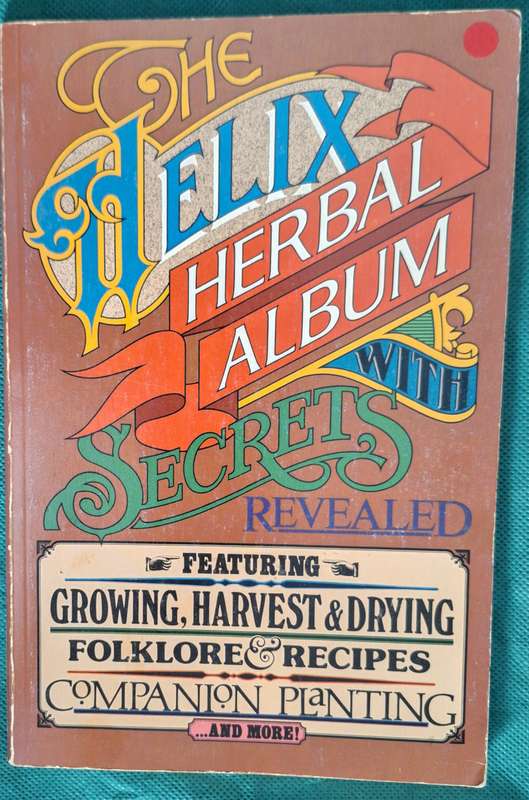 THE
HELIX
HERBAL
ALBUM
WITH
SECRETS
REVEALED
FEATURING
GROWING, HARVEST & DRYING
FOLKLORE & RECIPES
COMPANION PLaNTING
...AND MORE!